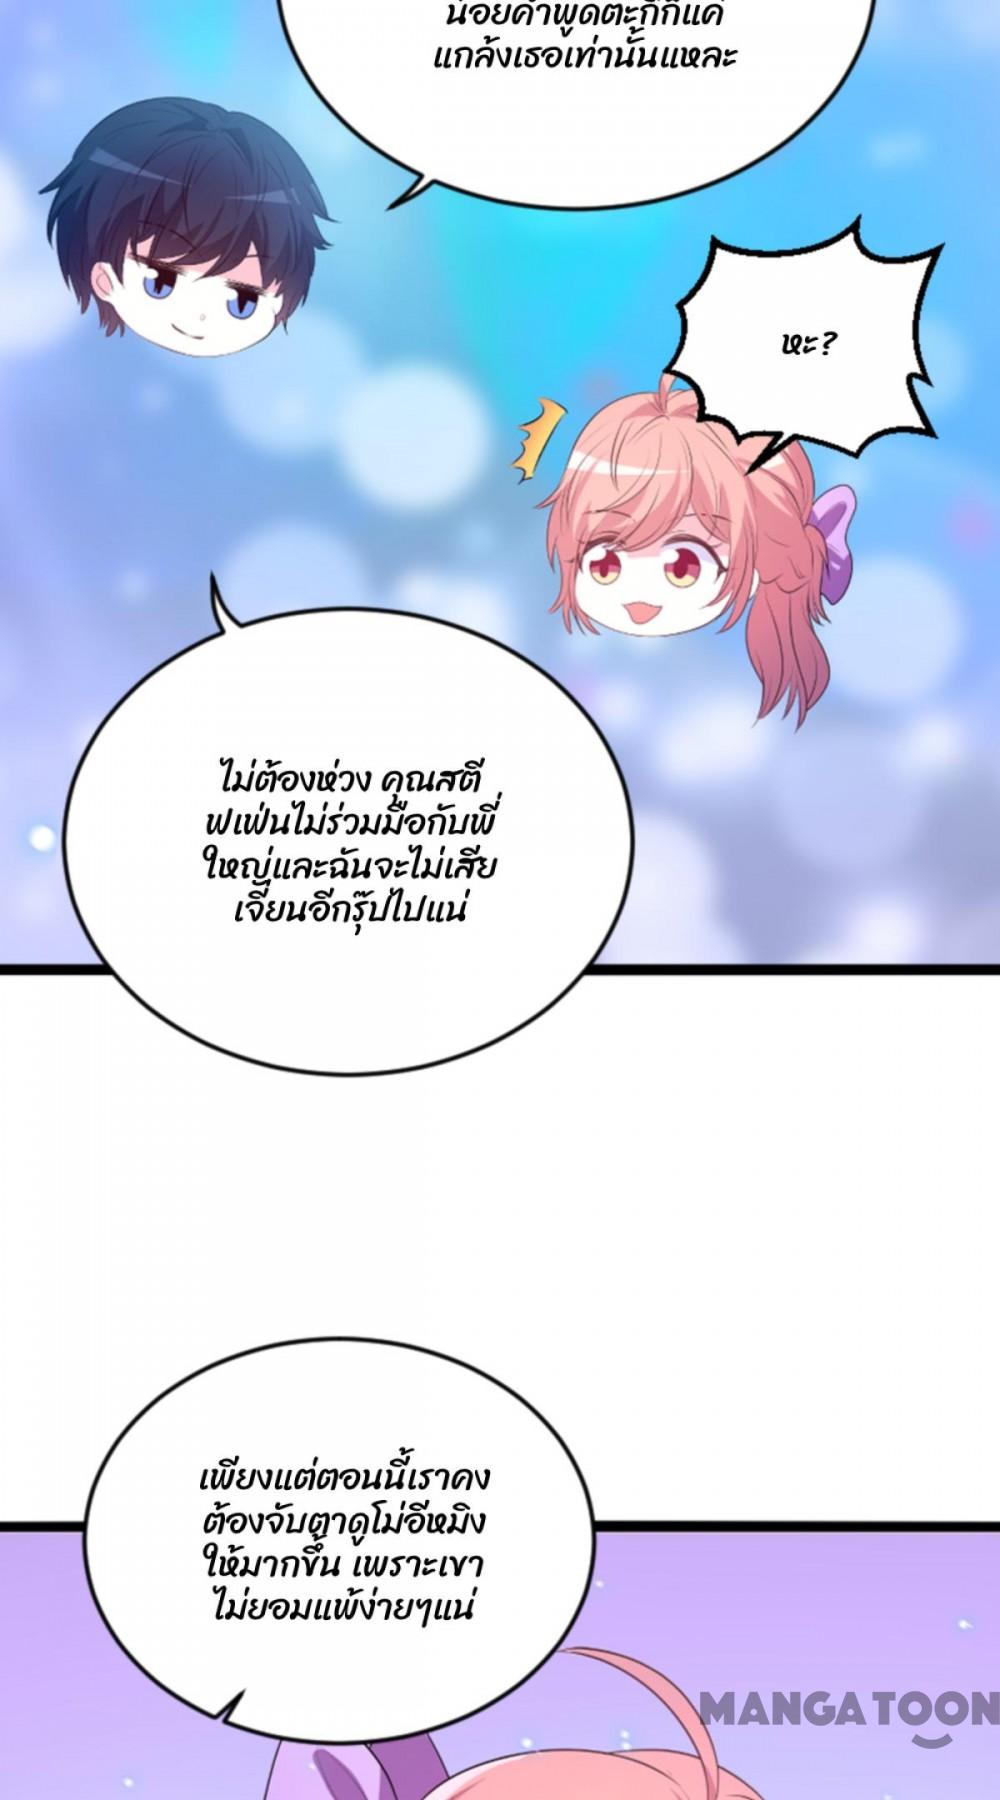 น้อยคำพูดตะกี้ก็แค่
แกล้งเธอเท่านั้นแหละ
หะ?
ไม่ต้องห่วง คุณสตี
ฟเฟ่นไม่ร่วมมือกับพี่
ใหญ่และฉันจะไม่เสีย
เจี๋ยนอีกรุ๊ปไปแน่
เพียงแต่ตอนนี้เราคง
ต้องจับตาดูโม่อีหมิง
ให้มากขึ้น เพราะเขา
ไม่ยอมแพ้ง่ายๆแน่
MANGATOON